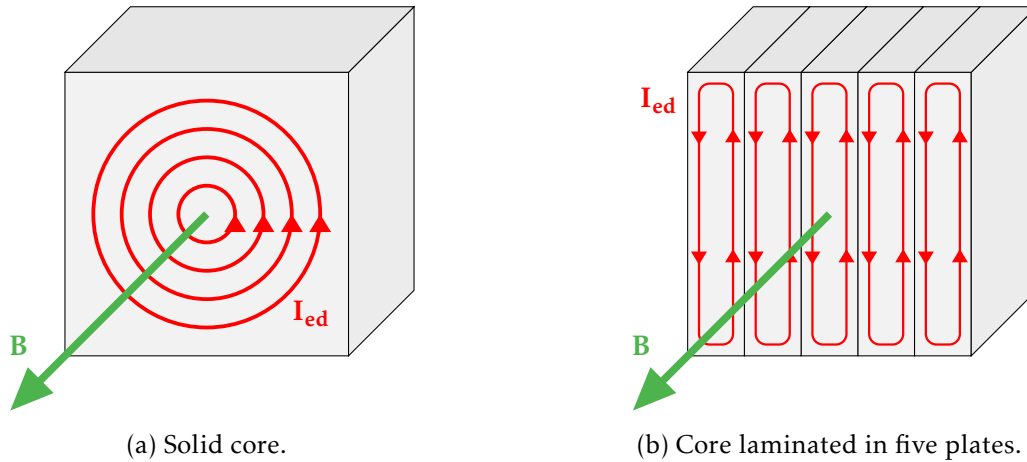 I_ed
B
(a) Solid core.
I_ed
B
(b) Core laminated in five plates.